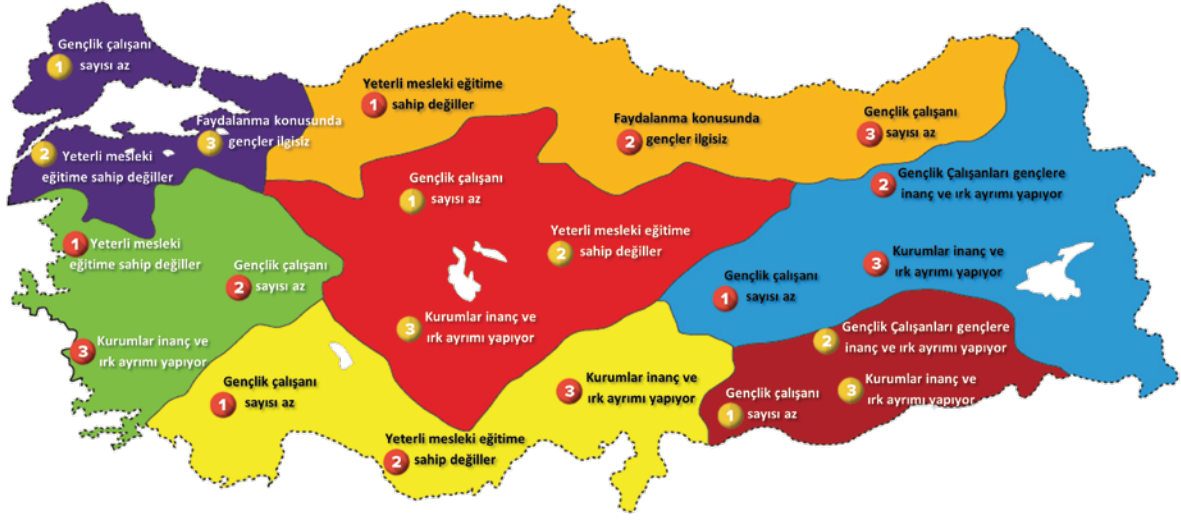 Gençlik çalışanı
1 sayısı az
2 Yeterli mesleki
eğitime sahip değiller
Faydalanma konusunda
3 gençler ilgisiz
Yeterli mesleki eğitime
1 sahip değiller
Faydalanma konusunda
2 gençler ilgisiz
Gençlik çalışanı
3 sayısı az
1 Yeterli mesleki
eğitime sahip değiller
Gençlik çalışanı
2 sayısı az
3 Kurumlar inanç ve
ırk ayrımı yapıyor
Gençlik çalışanı
1 sayısı az
Yeterli mesleki eğitime
2 sahip değiller
3 Kurumlar inanç ve
ırk ayrımı yapıyor
Gençlik çalışanı
1 sayısı az
2 Gençlik Çalışanları gençlere
inanç ve ırk ayrımı yapıyor
3 Kurumlar inanç ve
ırk ayrımı yapıyor
Gençlik çalışanı
1 sayısı az
Yeterli mesleki eğitime
2 sahip değiller
3 Kurumlar inanç ve
ırk ayrımı yapıyor
Gençlik çalışanı
1 sayısı az
2 Gençlik Çalışanları gençlere
inanç ve ırk ayrımı yapıyor
3 Kurumlar inanç ve
ırk ayrımı yapıyor